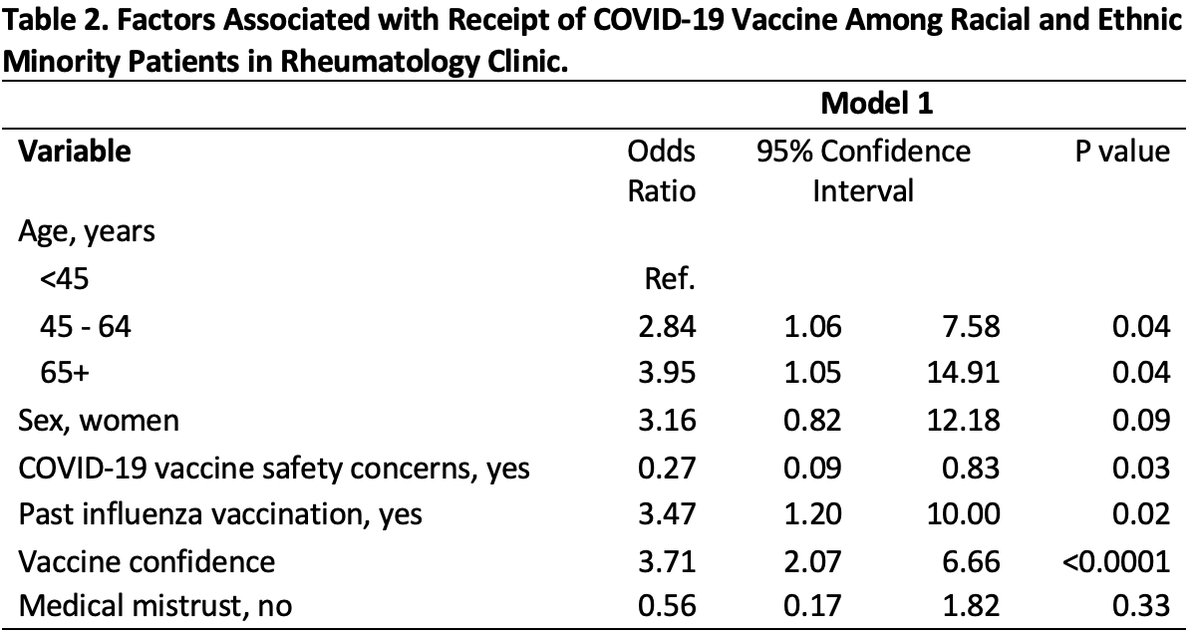 Table 2. Factors Associated with Receipt of COVID-19 Vaccine Among Racial and Ethnic
Minority Patients in Rheumatology Clinic.
Model 1
Variable Odds Ratio 95% Confidence Interval P value
Age, years
<45 Ref.
45 - 64 2.84 1.06 7.58 0.04
65+ 3.95 1.05 14.91 0.04
Sex, women 3.16 0.82 12.18 0.09
COVID-19 vaccine safety concerns, yes 0.27 0.09 0.83 0.03
Past influenza vaccination, yes 3.47 1.20 10.00 0.02
Vaccine confidence 3.71 2.07 6.66 <0.0001
Medical mistrust, no 0.56 0.17 1.82 0.33